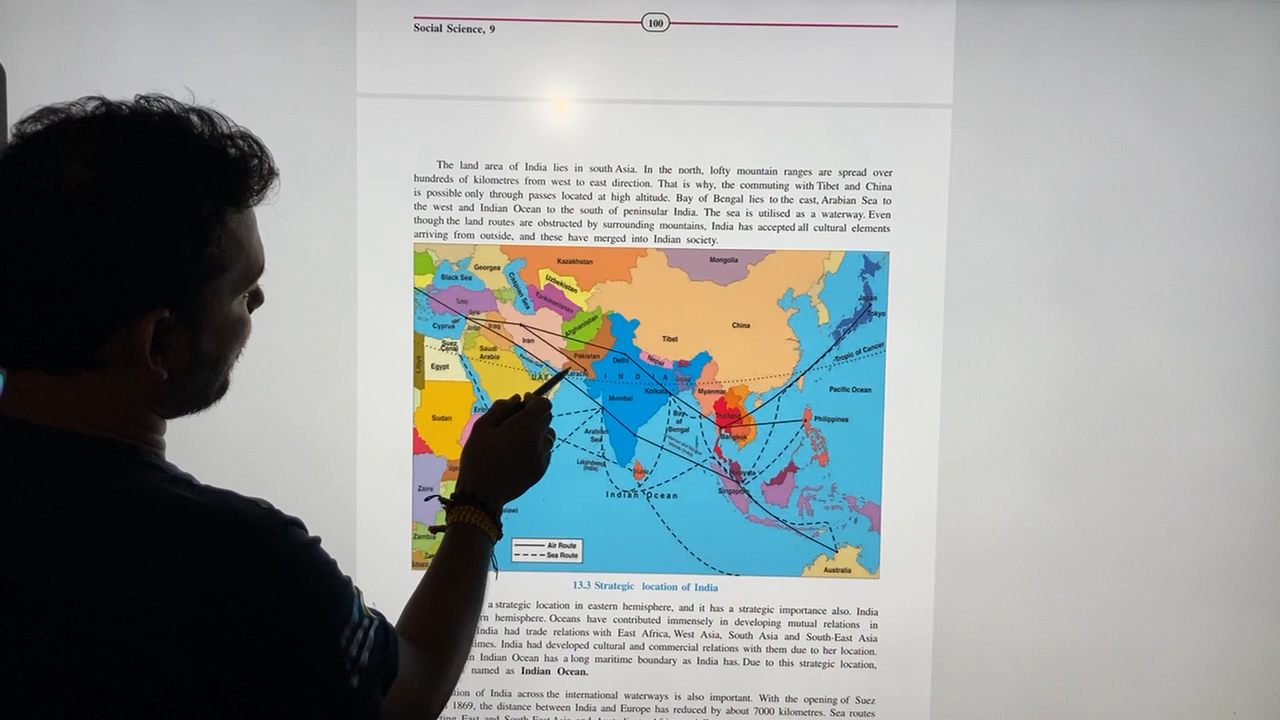 100
Social Science, 9
The land area of India lies in south Asia. In the north, lofty mountain ranges are spread over
hundreds of kilometres from west to east direction. That is why, the commuting with Tibet and China
is possible only through passes located at high altitude. Bay of Bengal lies to the east, Arabian Sea to
the west and Indian Ocean to the south of peninsular India. The sea is utilised as a waterway. Even
though the land routes are obstructed by surrounding mountains, India has accepted all cultural elements
arriving from outside, and these have merged into Indian society.
Kazakhstan
Mongolia
Georgea
Black Sea
Caspian Sea
Uzbekistan
Turkmenistan
Japan
Tokyo
Cyprus
Iraq
Afghanistan
China
Iran
Tibet
Suez
Canal
Saudi
Arabia
Pakistan
Delhi
Nepal
Tropic of Cancer
Libya
Egypt
U.A.E
INDIA
Kolkata
Myanmar
Pacific Ocean
Mumbai
Sudan
Bay
of
Bengal
Thailand
Philippines
Arabian
Sea
Bangkok
Lakshdweep
(India)
Zaire
Malaysia
Singapore
Indian Ocean
Zambia
Air Route
Sea Route
Australia
13.3 Strategic location of India
a strategic location in eastern hemisphere, and it has a strategic importance also. India
hemisphere. Oceans have contributed immensely in developing mutual relations in
India had trade relations with East Africa, West Asia, South Asia and South-East Asia
India had developed cultural and commercial relations with them due to her location.
Indian Ocean has a long maritime boundary as India has. Due to this strategic location,
named as Indian Ocean.
of India across the international waterways is also important. With the opening of Suez
1869, the distance between India and Europe has reduced by about 7000 kilometres. Sea routes